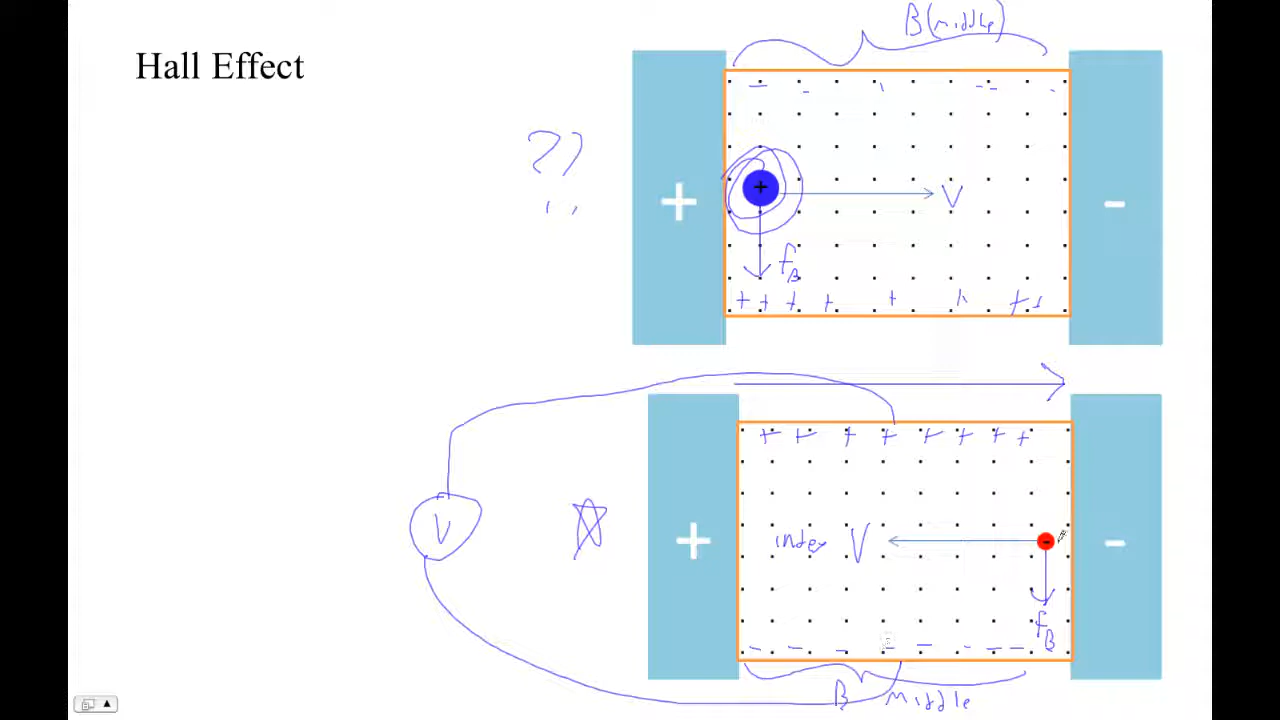 Hall Effect
B(middle)
- - - - - -
??
+
+
V
-
f_B
+ + + + + + + +
+ + + + + + + +
V
+
index V
-
-
f_B
- - - - - - - -
B middle